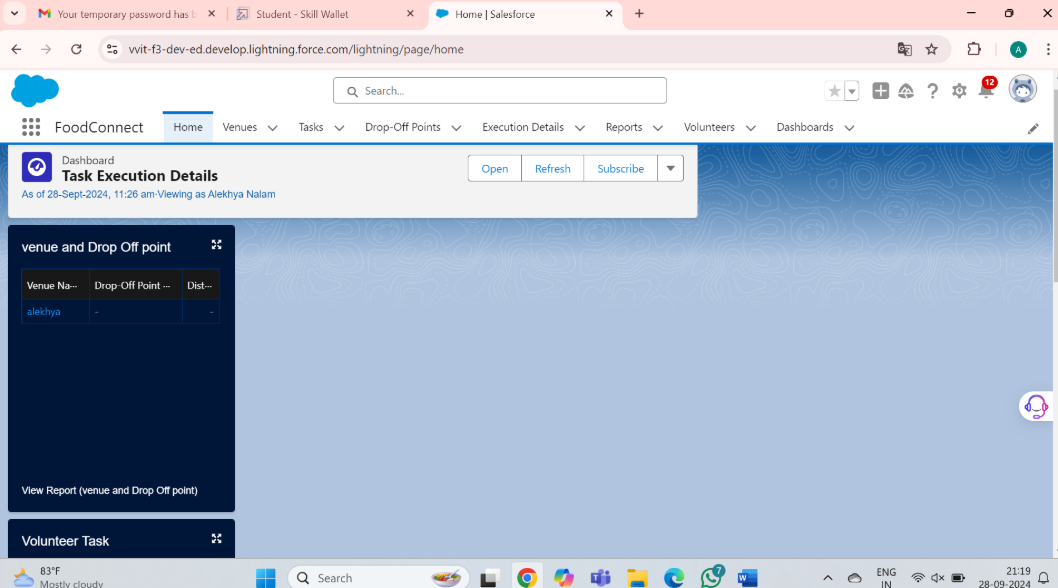 Your temporary password has b
Student - Skill Wallet
Home | Salesforce
vvit-f3-dev-ed.develop.lightning.force.com/lightning/page/home
A
Search...
12
FoodConnect
Home
Venues
Tasks
Drop-Off Points
Execution Details
Reports
Volunteers
Dashboards
Dashboard
Task Execution Details
As of 28-Sept-2024, 11:26 am·Viewing as Alekhya Nalam
Open
Refresh
Subscribe
venue and Drop Off point
Venue Na... Drop-Off Point ... Dist...
alekhya - -
View Report (venue and Drop Off point)
Volunteer Task
83°F
Mostly cloudy
Search
7
ENG
IN
21:19
28-09-2024